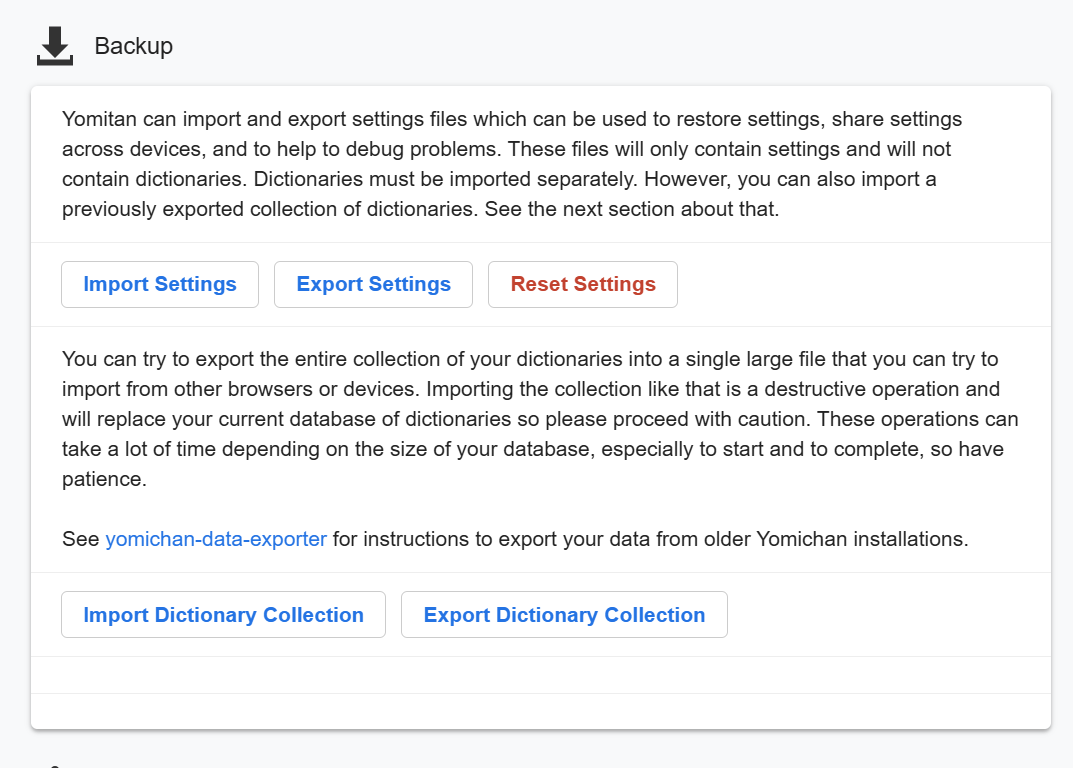 Backup
Yomitan can import and export settings files which can be used to restore settings, share settings
across devices, and to help to debug problems. These files will only contain settings and will not
contain dictionaries. Dictionaries must be imported separately. However, you can also import a
previously exported collection of dictionaries. See the next section about that.
Import Settings Export Settings Reset Settings
You can try to export the entire collection of your dictionaries into a single large file that you can try to
import from other browsers or devices. Importing the collection like that is a destructive operation and
will replace your current database of dictionaries so please proceed with caution. These operations can
take a lot of time depending on the size of your database, especially to start and to complete, so have
patience.
See yomichan-data-exporter for instructions to export your data from older Yomichan installations.
Import Dictionary Collection Export Dictionary Collection